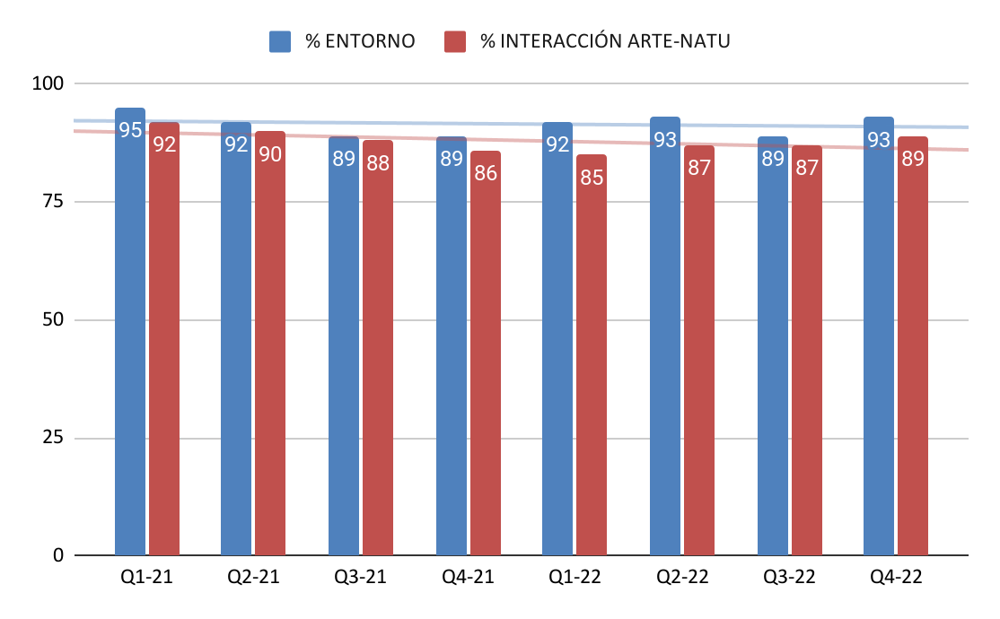 % ENTORNO % INTERACCIÓN ARTE-NATU
100
75
50
25
0
95 92 92 90 89 88 89 86 92 85 93 87 89 87 93 89
Q1-21 Q2-21 Q3-21 Q4-21 Q1-22 Q2-22 Q3-22 Q4-22